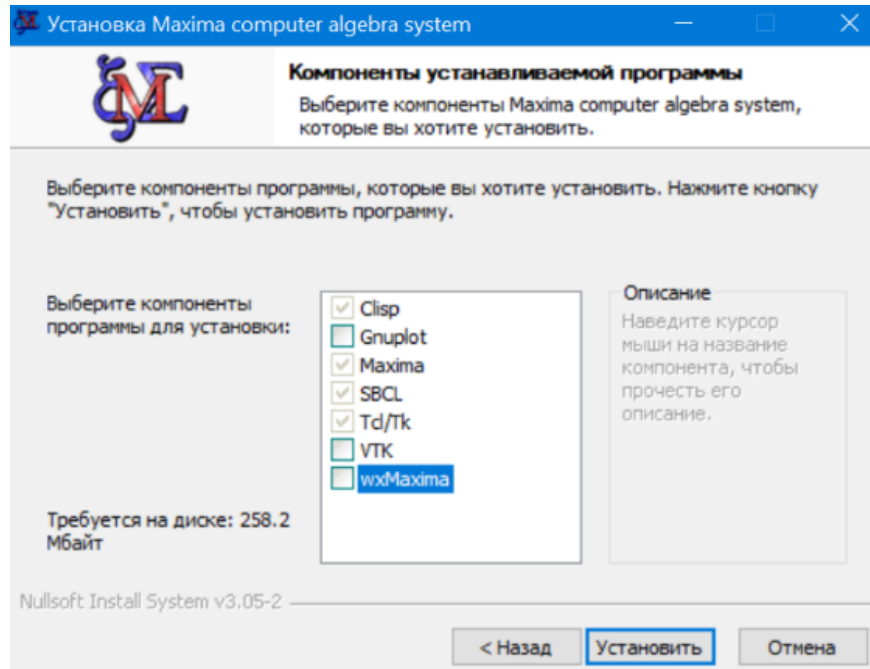 Установка Maxima computer algebra system
Компоненты устанавливаемой программы
Выберите компоненты Maxima computer algebra system,
которые вы хотите установить.
Выберите компоненты программы, которые вы хотите установить. Нажмите кнопку
"Установить", чтобы установить программу.
Выберите компоненты
программы для установки:
Clisp
Gnuplot
Maxima
SBCL
Tcl/Tk
VTK
wxMaxima
Описание
Наведите курсор
мыши на название
компонента, чтобы
прочесть его
описание.
Требуется на диске: 258.2
Мбайт
Nullsoft Install System v3.05-2
< Назад
Установить
Отмена